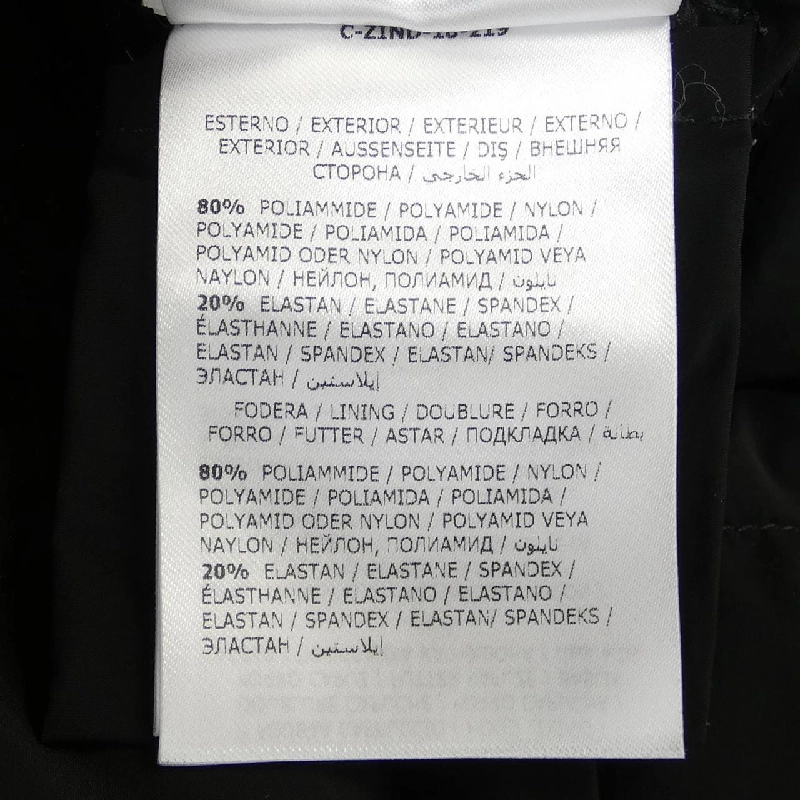 C-ZIND-18-219
ESTERNO / EXTERIOR / EXTERIEUR / EXTERNO /
EXTERIOR / AUSSENSEITE / DIŞ / ВНЕШНЯЯ
СТОРОНА / الجزء الخارجي
80% POLIAMMIDE / POLYAMIDE / NYLON /
POLYAMIDE / POLIAMIDA / POLIAMIDA /
POLYAMID ODER NYLON / POLYAMID VEYA
NAYLON / НЕЙЛОН, ПОЛИАМИД / نايلون
20% ELASTAN / ELASTANE / SPANDEX /
ÉLASTHANNE / ELASTANO / ELASTANO /
ELASTAN / SPANDEX / ELASTAN/ SPANDEKS /
ЭЛАСТАН / إيلاستين
FODERA / LINING / DOUBLURE / FORRO /
FORRO / FUTTER / ASTAR / ПОДКЛАДКА / بطانة
80% POLIAMMIDE / POLYAMIDE / NYLON /
POLYAMIDE / POLIAMIDA / POLIAMIDA /
POLYAMID ODER NYLON / POLYAMID VEYA
NAYLON / НЕЙЛОН, ПОЛИАМИД / نايلون
20% ELASTAN / ELASTANE / SPANDEX /
ÉLASTHANNE / ELASTANO / ELASTANO /
ELASTAN / SPANDEX / ELASTAN/ SPANDEKS /
ЭЛАСТАН / إيلاستين